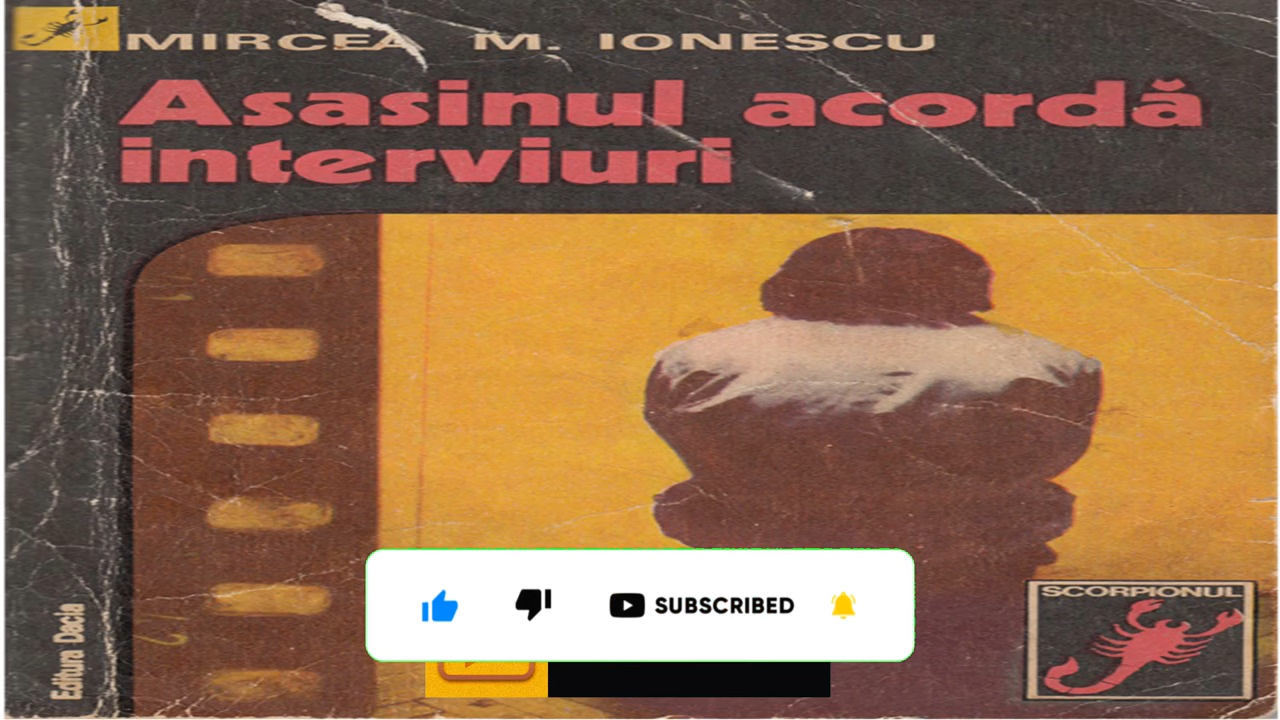 MIRCEA M. IONESCU
Asasinul acordă
interviuri
SUBSCRIBED
SCORPIONUL
Editura Dacia